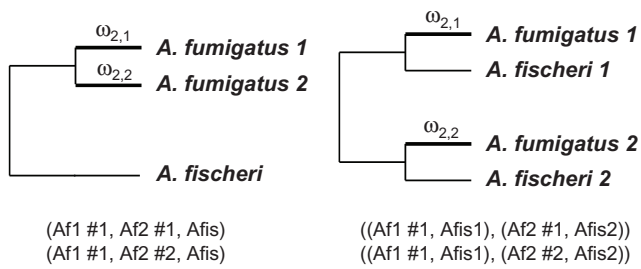 ω2,1
A. fumigatus 1
ω2,2
A. fumigatus 2
A. fischeri
(Af1 #1, Af2 #1, Afis)
(Af1 #1, Af2 #2, Afis)
ω2,1
A. fumigatus 1
A. fischeri 1
ω2,2
A. fumigatus 2
A. fischeri 2
((Af1 #1, Afis1), (Af2 #1, Afis2))
((Af1 #1, Afis1), (Af2 #2, Afis2))